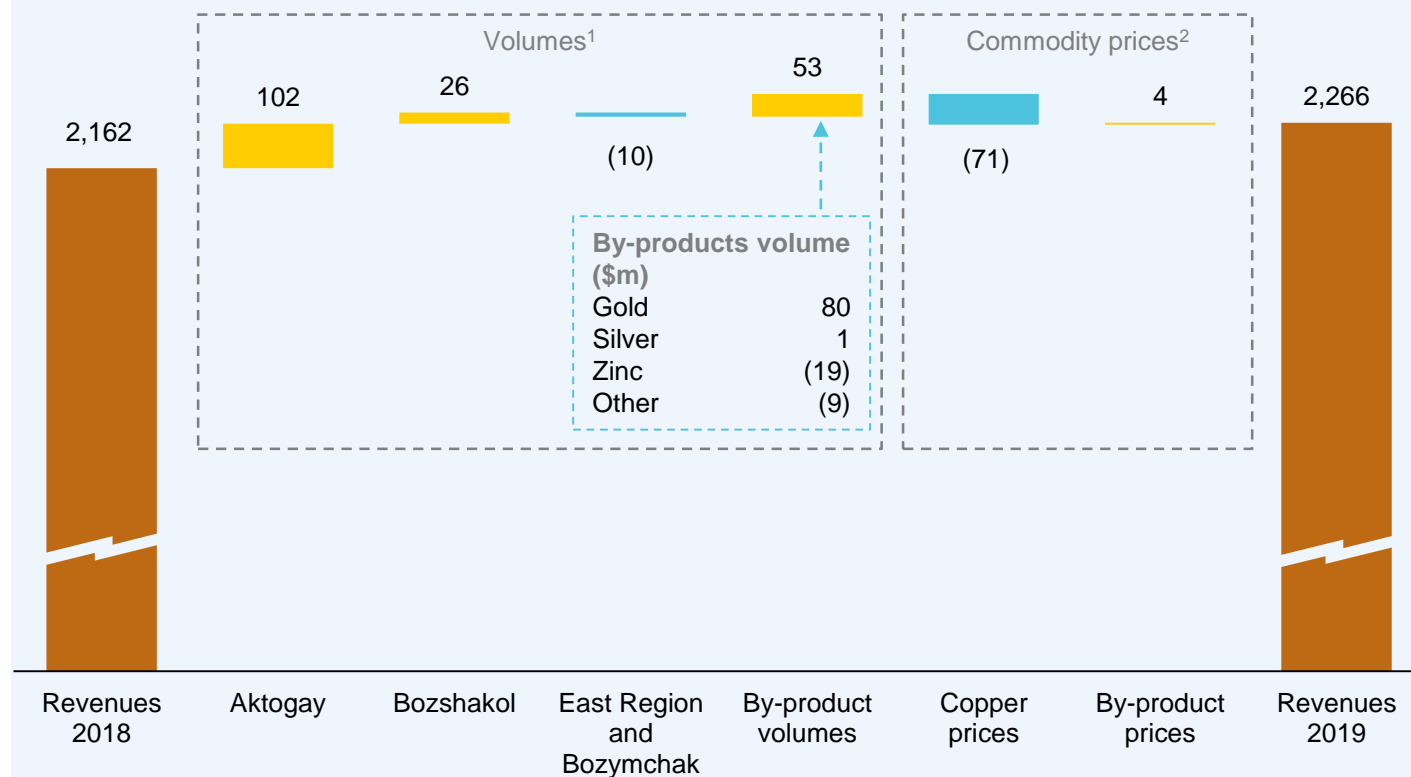 Volumes¹
Commodity prices²
2,162
102
26
(10)
53
(71)
4
2,266
By-products volume
($m)
Gold 80
Silver 1
Zinc (19)
Other (9)
Revenues
2018
Aktogay
Bozshakol
East Region
and
Bozymchak
By-product
volumes
Copper
prices
By-product
prices
Revenues
2019